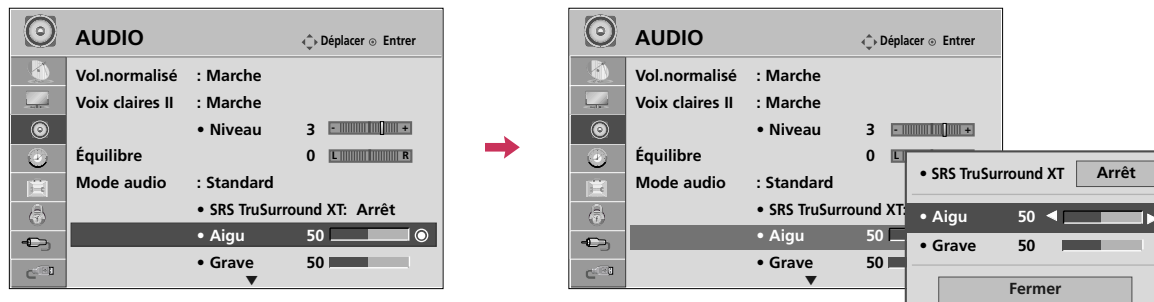 AUDIO Déplacer Entrer
Vol.normalisé : Marche
Voix claires II : Marche
• Niveau 3 - +
Équilibre 0 L R
Mode audio : Standard
• SRS TruSurround XT: Arrêt
• Aigu 50
• Grave 50
AUDIO Déplacer Entrer
Vol.normalisé : Marche
Voix claires II : Marche
• Niveau 3 - +
Équilibre 0 L
Mode audio : Standard
• SRS TruSurround XT:
• Aigu 50
• Grave 50
• SRS TruSurround XT Arrêt
• Aigu 50
• Grave 50
Fermer